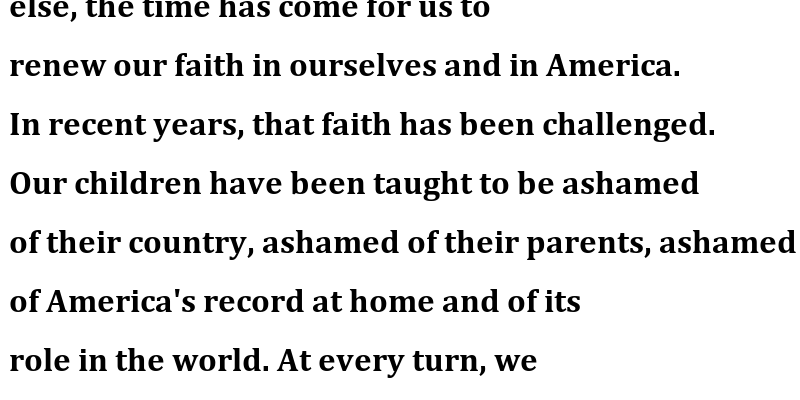 else, the time has come for us to
renew our faith in ourselves and in America.
In recent years, that faith has been challenged.
Our children have been taught to be ashamed
of their country, ashamed of their parents, ashamed
of America's record at home and of its
role in the world. At every turn, we